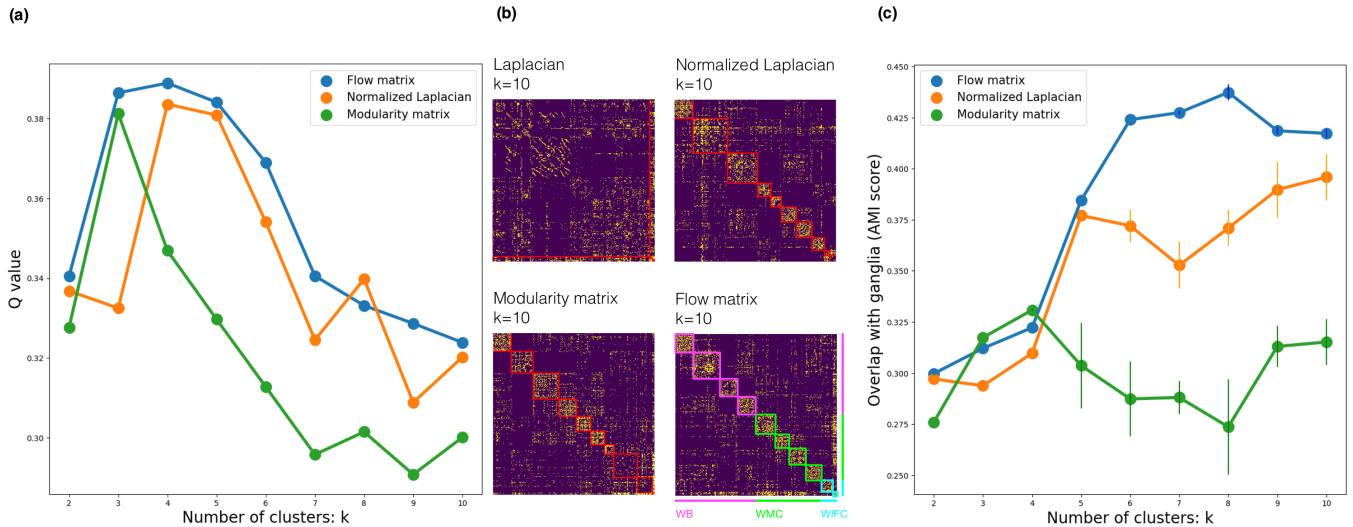 (a)
(b)
(c)
Flow matrix
Normalized Laplacian
Modularity matrix
0.38
0.36
0.34
0.32
0.30
Q value
2 3 4 5 6 7 8 9 10
Number of clusters: k
Laplacian
k=10
Normalized Laplacian
k=10
Modularity matrix
k=10
Flow matrix
k=10
WB WMC WIFC
Flow matrix
Normalized Laplacian
Modularity matrix
0.450
0.425
0.400
0.375
0.350
0.325
0.300
0.275
0.250
Overlap with ganglia (AMI score)
2 3 4 5 6 7 8 9 10
Number of clusters: k